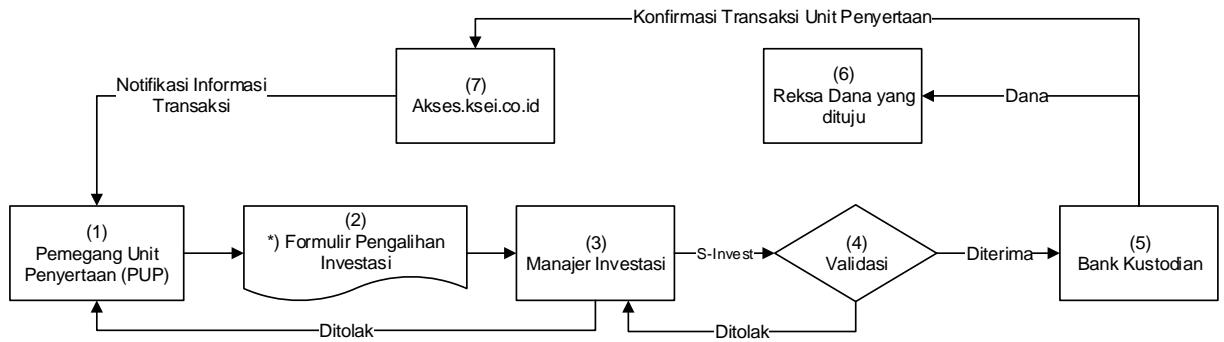 Konfirmasi Transaksi Unit Penyertaan
Notifikasi Informasi
Transaksi
(7)
Akses.ksei.co.id
(6)
Reksa Dana yang
dituju
Dana
(1)
Pemegang Unit
Penyertaan (PUP)
(2)
*) Formulir Pengalihan
Investasi
(3)
Manajer Investasi
S-Invest
(4)
Validasi
Diterima
(5)
Bank Kustodian
Ditolak
Ditolak